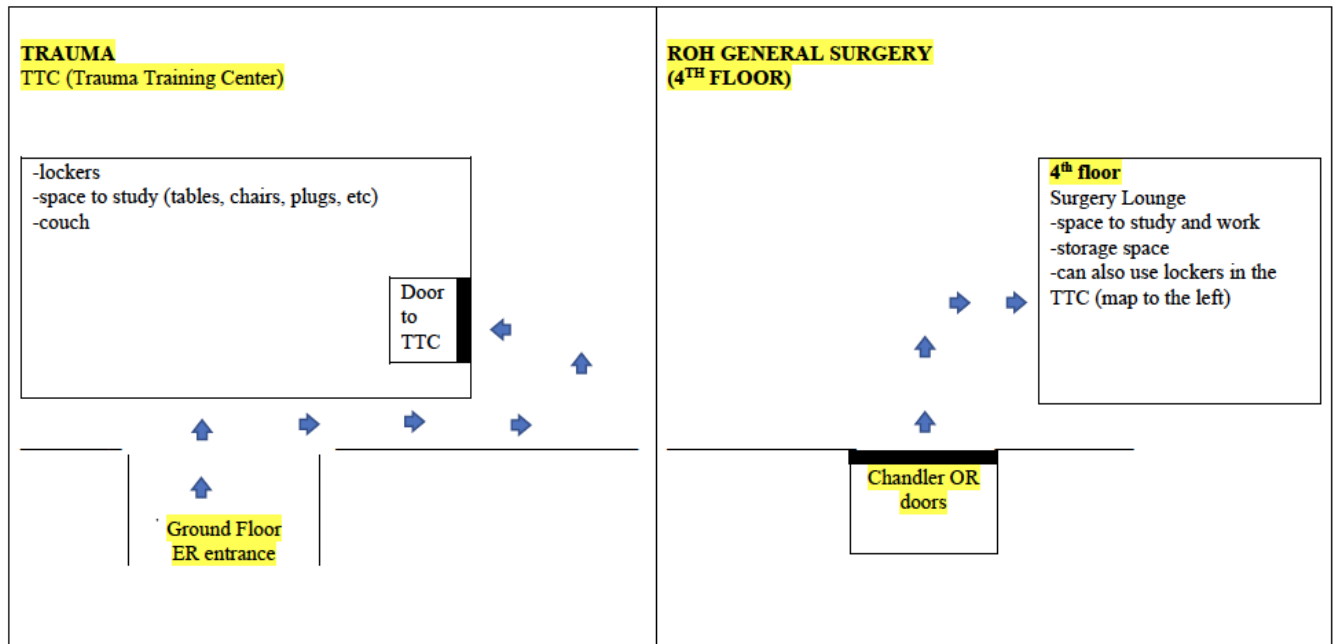 TRAUMA
TTC (Trauma Training Center)
-lockers
-space to study (tables, chairs, plugs, etc)
-couch
Door
to
TTC
Ground Floor
ER entrance
ROH GENERAL SURGERY
(4TH FLOOR)
4th floor
Surgery Lounge
-space to study and work
-storage space
-can also use lockers in the
TTC (map to the left)
Chandler OR
doors